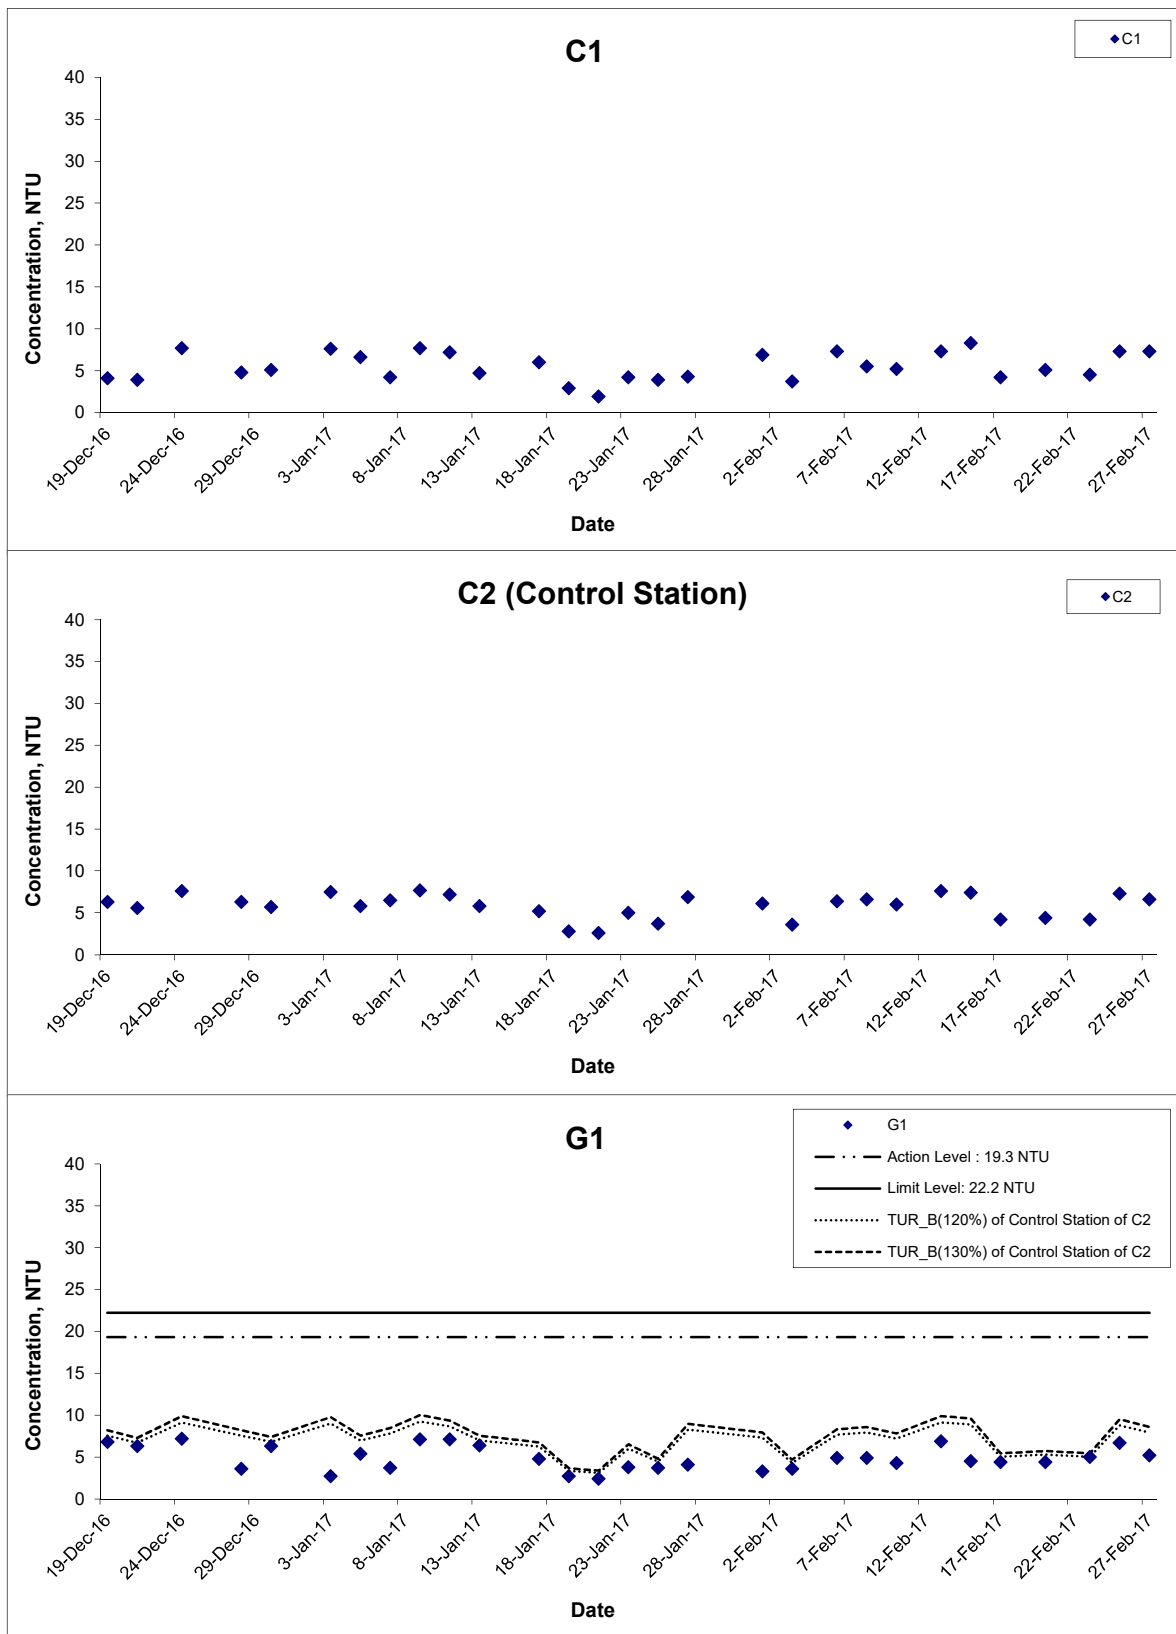 C1
C1
40
35
30
25
20
15
10
5
0
Concentration, NTU
19-Dec-16
24-Dec-16
29-Dec-16
3-Jan-17
8-Jan-17
13-Jan-17
18-Jan-17
23-Jan-17
28-Jan-17
2-Feb-17
7-Feb-17
12-Feb-17
17-Feb-17
22-Feb-17
27-Feb-17
Date
C2 (Control Station)
C2
40
35
30
25
20
15
10
5
0
Concentration, NTU
19-Dec-16
24-Dec-16
29-Dec-16
3-Jan-17
8-Jan-17
13-Jan-17
18-Jan-17
23-Jan-17
28-Jan-17
2-Feb-17
7-Feb-17
12-Feb-17
17-Feb-17
22-Feb-17
27-Feb-17
Date
G1
G1
Action Level : 19.3 NTU
Limit Level: 22.2 NTU
TUR_B(120%) of Control Station of C2
TUR_B(130%) of Control Station of C2
40
35
30
25
20
15
10
5
0
Concentration, NTU
19-Dec-16
24-Dec-16
29-Dec-16
3-Jan-17
8-Jan-17
13-Jan-17
18-Jan-17
23-Jan-17
28-Jan-17
2-Feb-17
7-Feb-17
12-Feb-17
17-Feb-17
22-Feb-17
27-Feb-17
Date